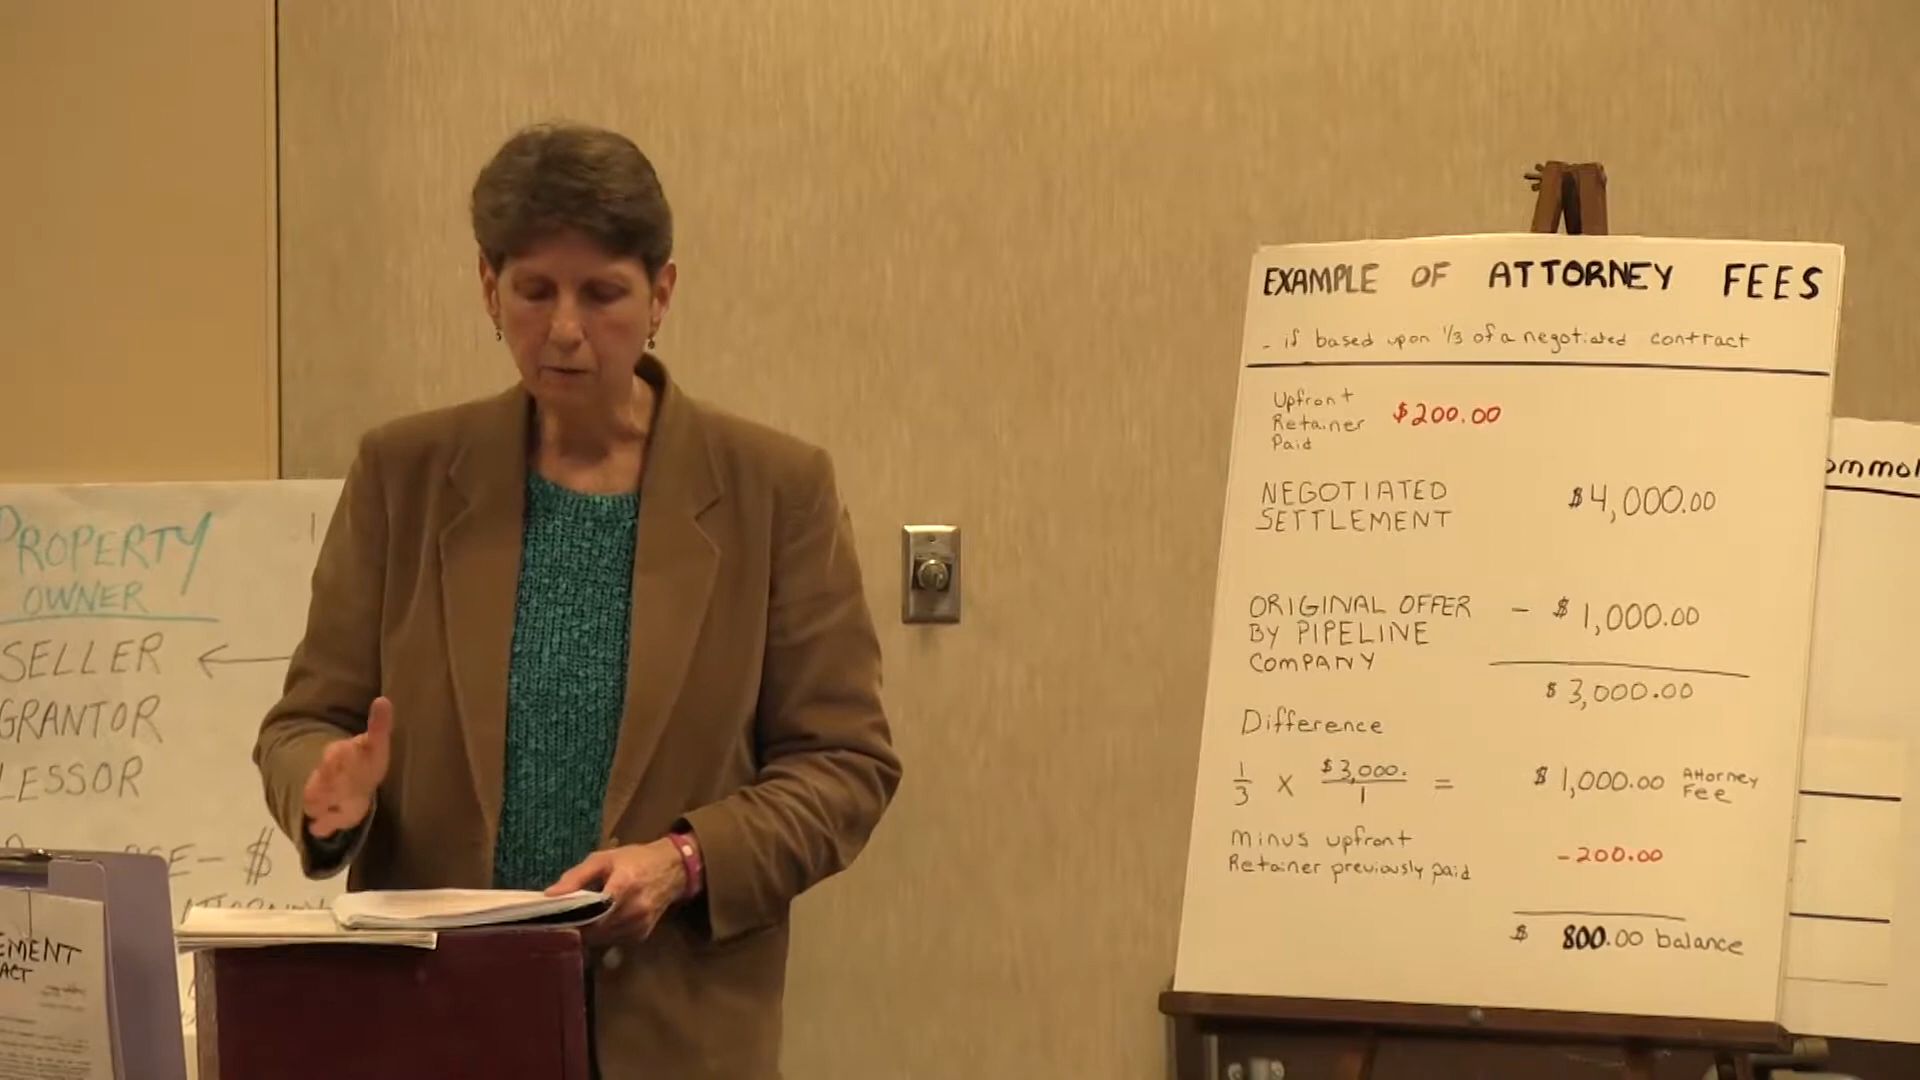 PROPERTY
OWNER
SELLER
GRANTOR
LESSOR
$
EXAMPLE OF ATTORNEY FEES
- if based upon 1/3 of a negotiated contract
Upfront
Retainer
Paid
$200.00
NEGOTIATED
SETTLEMENT
$4,000.00
ORIGINAL OFFER
BY PIPELINE
COMPANY
- $1,000.00
$3,000.00
Difference
1/3 X $3,000./1 = $1,000.00 Attorney
Fee
Minus upfront
Retainer previously paid
-200.00
$ 800.00 balance